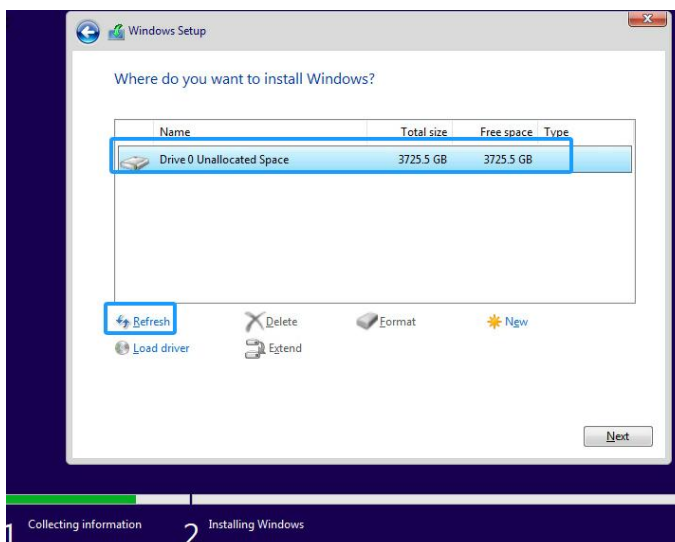 Windows Setup
Where do you want to install Windows?
Name Total size Free space Type
Drive 0 Unallocated Space 3725.5 GB 3725.5 GB
Refresh Delete Format New
Load driver Extend
Next
1 Collecting information 2 Installing Windows